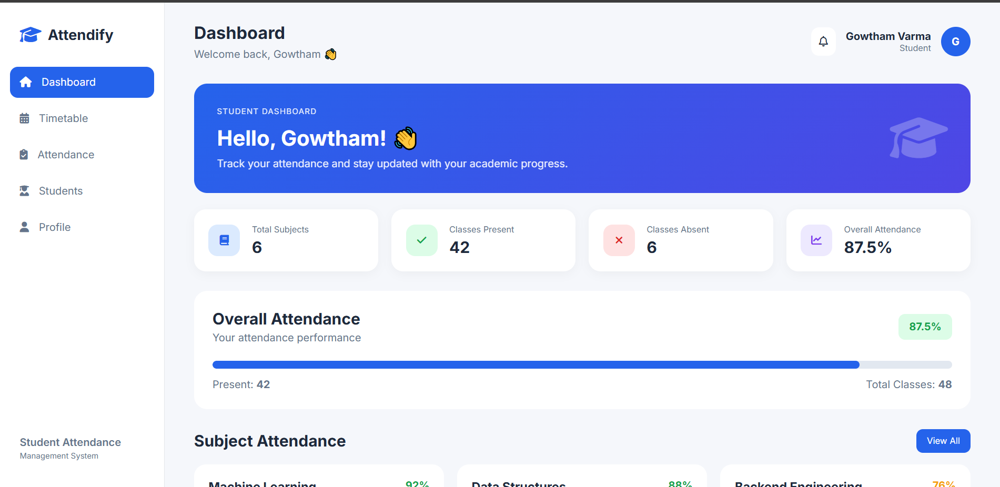 Attendify
Dashboard
Timetable
Attendance
Students
Profile
Student Attendance
Management System
Dashboard
Welcome back, Gowtham 👋
Gowtham Varma
Student
G
STUDENT DASHBOARD
Hello, Gowtham! 👋
Track your attendance and stay updated with your academic progress.
Total Subjects
6
Classes Present
42
Classes Absent
6
Overall Attendance
87.5%
Overall Attendance
Your attendance performance
87.5%
Present: 42
Total Classes: 48
Subject Attendance
View All
Machine Learning
92%
Data Structures
88%
Backend Engineering
76%